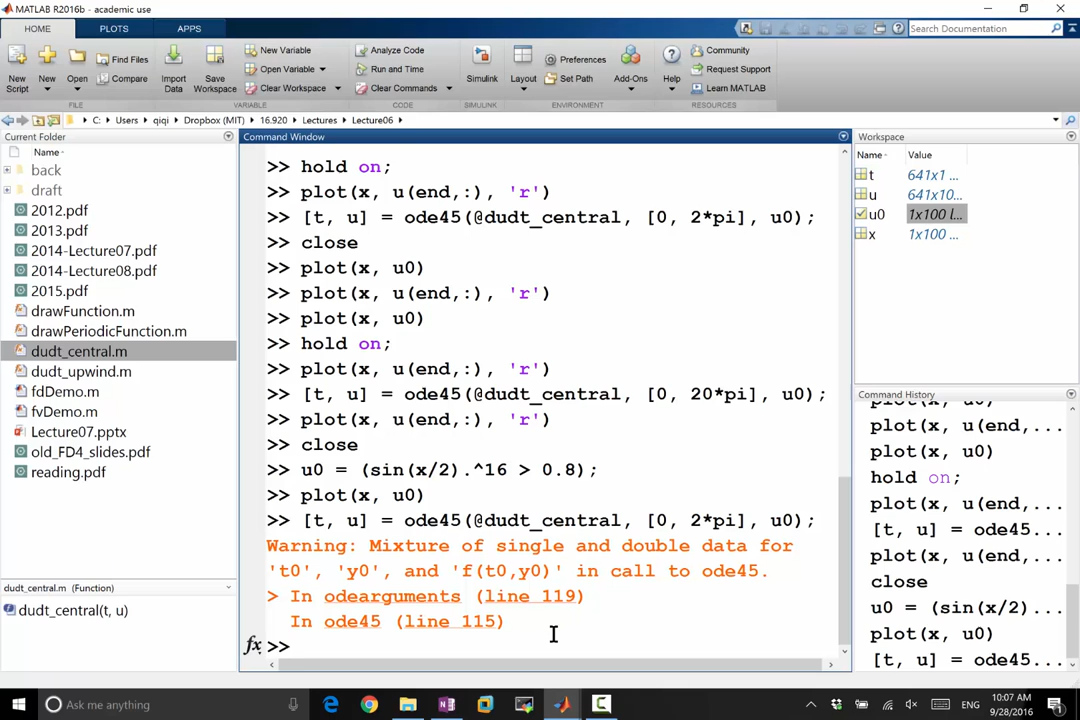 MATLAB R2016b - academic use
HOME PLOTS APPS
Search Documentation
New Script
New
Open
Find Files
Compare
FILE
Import Data
Save Workspace
New Variable
Open Variable
Clear Workspace
VARIABLE
Analyze Code
Run and Time
Clear Commands
CODE
Simulink
SIMULINK
Layout
Preferences
Set Path
ENVIRONMENT
Add-Ons
Help
Community
Request Support
Learn MATLAB
RESOURCES
C: Users qiqi Dropbox (MIT) 16.920 Lectures Lecture06
Current Folder
Name
back
draft
2012.pdf
2013.pdf
2014-Lecture07.pdf
2014-Lecture08.pdf
2015.pdf
drawFunction.m
drawPeriodicFunction.m
dudt_central.m
dudt_upwind.m
fdDemo.m
fvDemo.m
Lecture07.pptx
old_FD4_slides.pdf
reading.pdf
dudt_central.m (Function)
dudt_central(t, u)
Command Window
>> hold on;
>> plot(x, u(end,:), 'r')
>> [t, u] = ode45(@dudt_central, [0, 2*pi], u0);
>> close
>> plot(x, u0)
>> plot(x, u(end,:), 'r')
>> plot(x, u0)
>> hold on;
>> plot(x, u(end,:), 'r')
>> [t, u] = ode45(@dudt_central, [0, 20*pi], u0);
>> plot(x, u(end,:), 'r')
>> close
>> u0 = (sin(x/2).^16 > 0.8);
>> plot(x, u0)
>> [t, u] = ode45(@dudt_central, [0, 2*pi], u0);
Warning: Mixture of single and double data for
't0', 'y0', and 'f(t0,y0)' in call to ode45.
> In odearguments (line 119)
In ode45 (line 115)
fx >>
Workspace
Name Value
t 641x1 ...
u 641x10...
u0 1x100 l...
x 1x100 ...
Command History
plot(x, u0)
plot(x, u(end,...
plot(x, u0)
hold on;
plot(x, u(end,...
[t, u] = ode45...
plot(x, u(end,...
close
u0 = (sin(x/2)...
plot(x, u0)
[t, u] = ode45...
Ask me anything
ENG
10:07 AM
9/28/2016